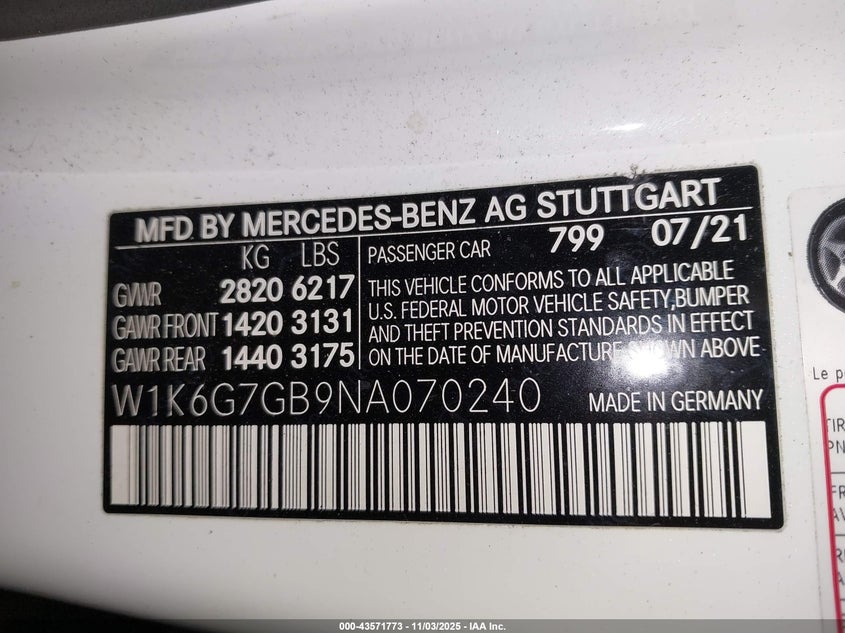 MFD BY MERCEDES-BENZ AG STUTTGART
KG LBS
GVWR 2820 6217
GAWR FRONT 1420 3131
GAWR REAR 1440 3175
PASSENGER CAR 799 07/21
THIS VEHICLE CONFORMS TO ALL APPLICABLE
U.S. FEDERAL MOTOR VEHICLE SAFETY,BUMPER
AND THEFT PREVENTION STANDARDS IN EFFECT
ON THE DATE OF MANUFACTURE SHOWN ABOVE
W1K6G7GB9NA070240 MADE IN GERMANY
Le
000-43571773 - 11/03/2025 - IAA Inc.